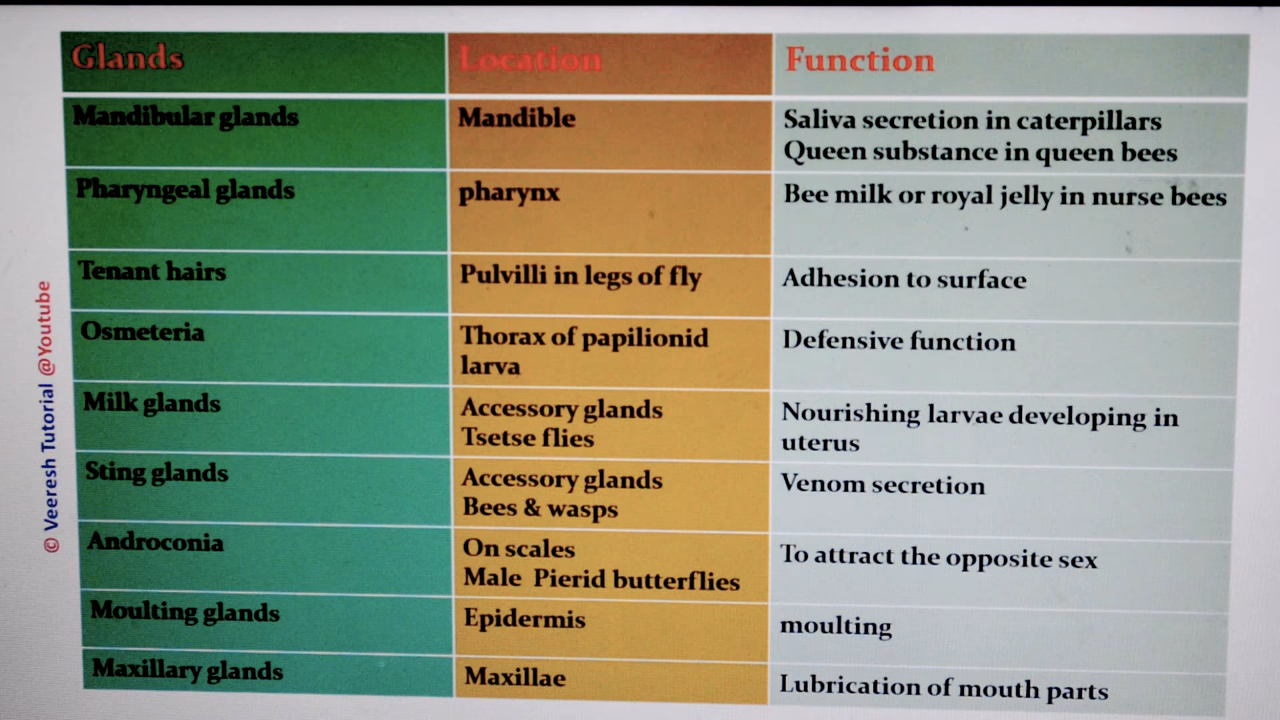 Glands Location Function
Mandibular glands Mandible Saliva secretion in caterpillars
Queen substance in queen bees
Pharyngeal glands pharynx Bee milk or royal jelly in nurse bees
Tenant hairs Pulvilli in legs of fly Adhesion to surface
Osmeteria Thorax of papilionid Defensive function
larva
Milk glands Accessory glands Nourishing larvae developing in
Tsetse flies uterus
Sting glands Accessory glands Venom secretion
Bees & wasps
Androconia On scales To attract the opposite sex
Male Pierid butterflies
Moulting glands Epidermis moulting
Maxillary glands Maxillae Lubrication of mouth parts
© Veeresh Tutorial @Youtube